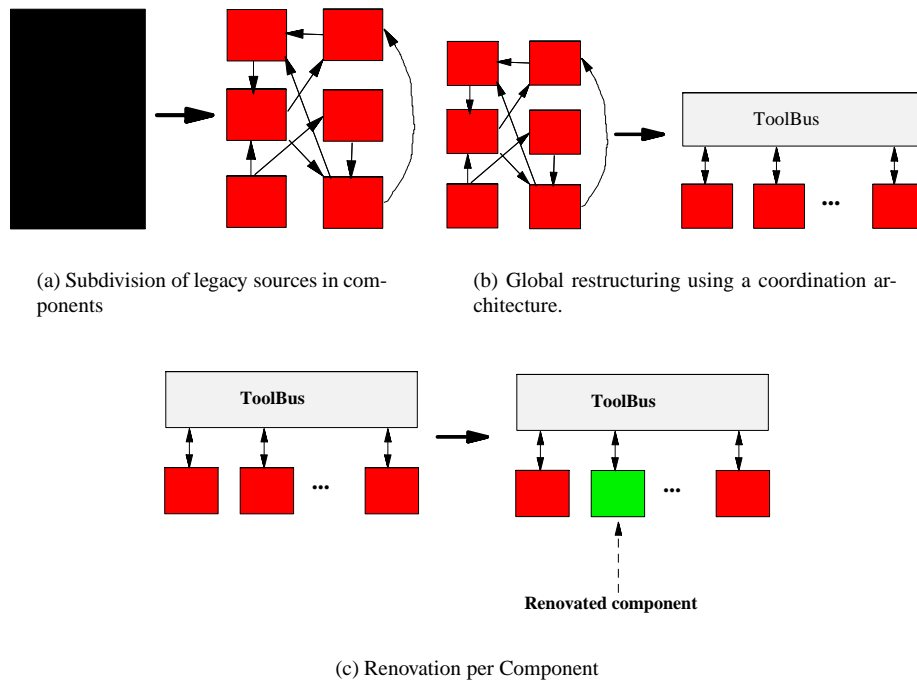 ToolBus
...
(a) Subdivision of legacy sources in com-
ponents
(b) Global restructuring using a coordination ar-
chitecture.
ToolBus
...
ToolBus
...
Renovated component
(c) Renovation per Component